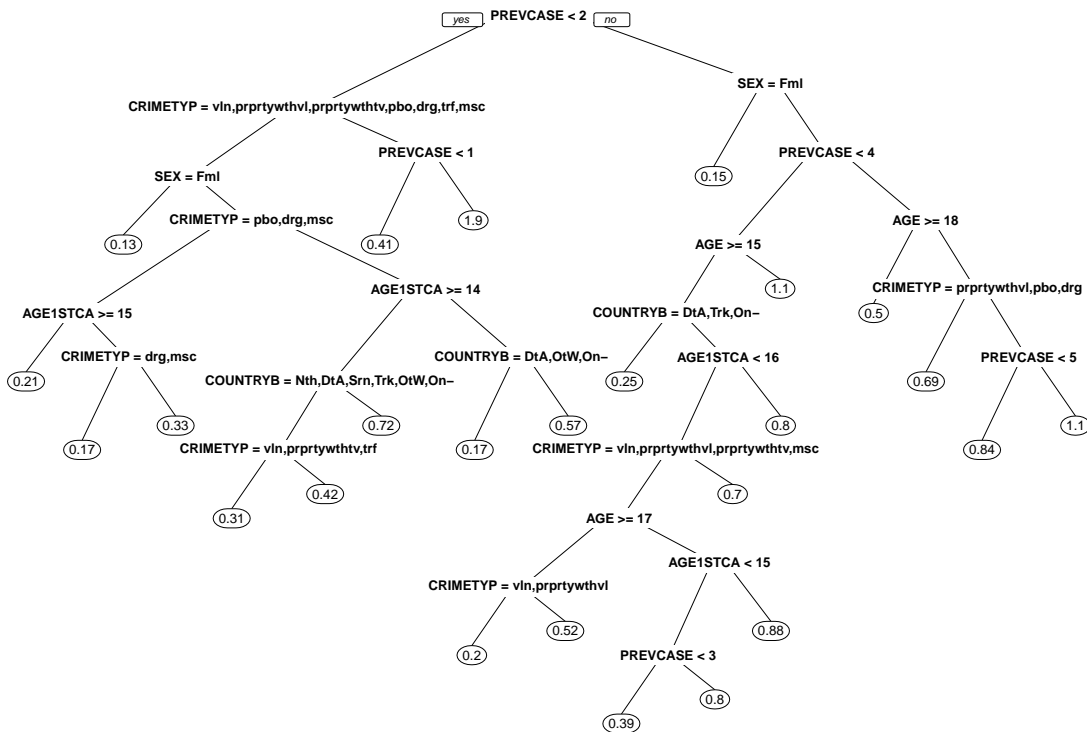 yes PREVCASE < 2 no
SEX = Fml
CRIMETYP = vln,prprtywthvl,prprtywthtv,pbo,drg,trf,msc
PREVCASE < 1
PREVCASE < 4
SEX = Fml
0.15
CRIMETYP = pbo,drg,msc
1.9
AGE >= 18
0.13
0.41
AGE >= 15
AGE1STCA >= 14
1.1
CRIMETYP = prprtywthvl,pbo,drg
AGE1STCA >= 15
COUNTRYB = DtA,Trk,On−
0.5
CRIMETYP = drg,msc
COUNTRYB = DtA,OtW,On−
AGE1STCA < 16
PREVCASE < 5
0.21
COUNTRYB = Nth,DtA,Srn,Trk,OtW,On−
0.25
0.69
0.33
0.72
0.57
0.8
1.1
0.17
CRIMETYP = vln,prprtywthtv,trf
0.17
CRIMETYP = vln,prprtywthvl,prprtywthtv,msc
0.84
0.42
0.7
0.31
AGE >= 17
AGE1STCA < 15
CRIMETYP = vln,prprtywthvl
0.52
0.88
0.2
PREVCASE < 3
0.8
0.39